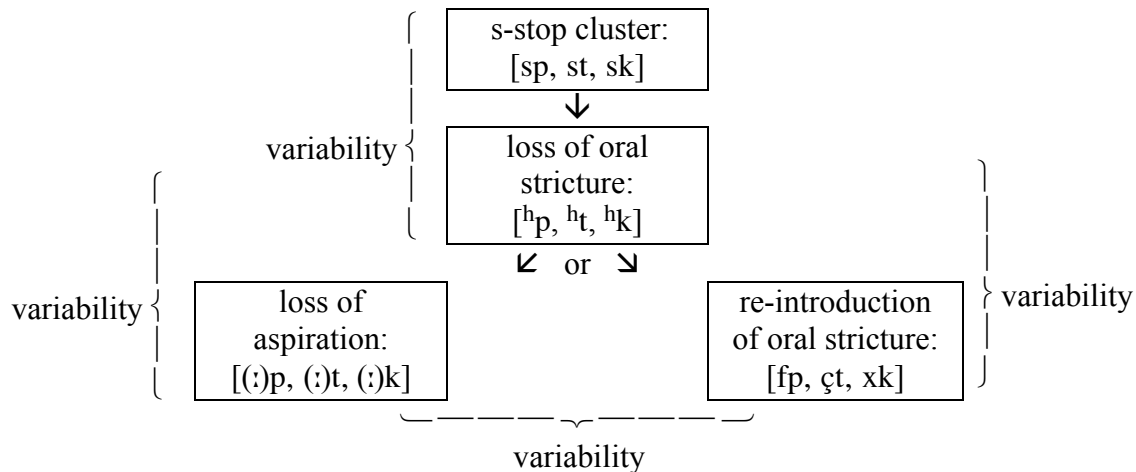 s-stop cluster:
[sp, st, sk]
variability
loss of oral
stricture:
[ʰp, ʰt, ʰk]
or
variability
loss of
aspiration:
[(ː)p, (ː)t, (ː)k]
re-introduction
of oral stricture:
[fp, çt, xk]
variability
variability